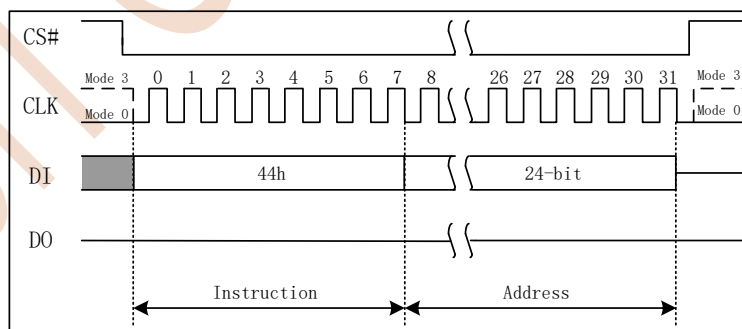 CS#
Mode 3 0 1 2 3 4 5 6 7 8 26 27 28 29 30 31 Mode 3
CLK
Mode 0 Mode 0
DI 44h 24-bit
DO
Instruction Address